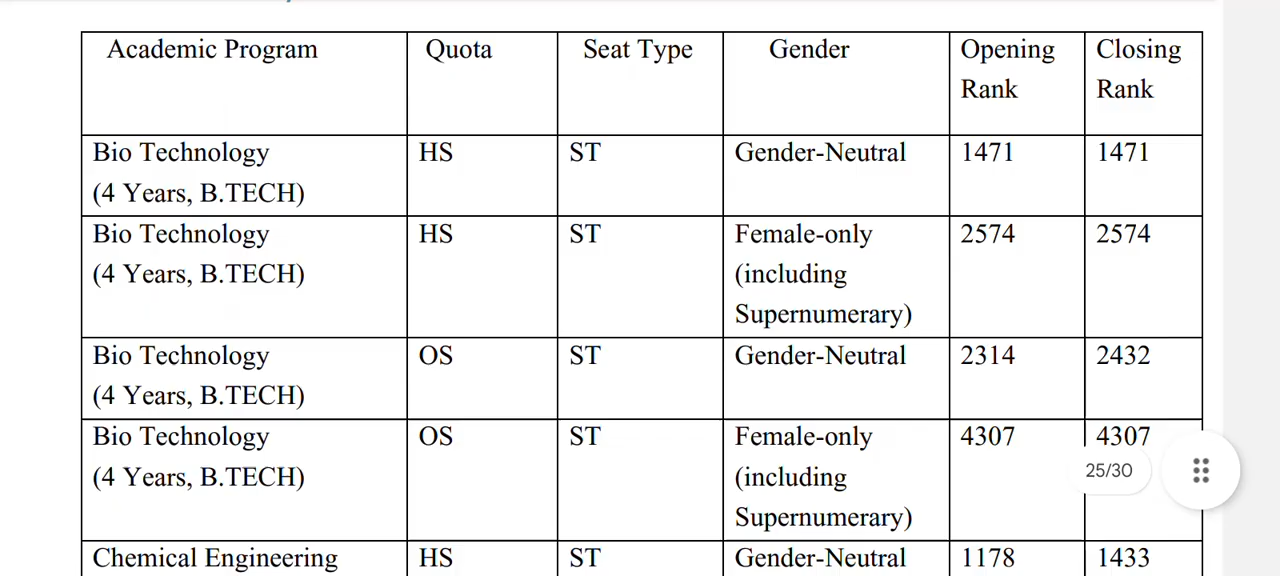 Academic Program Quota Seat Type Gender Opening Rank Closing Rank
Bio Technology (4 Years, B.TECH) HS ST Gender-Neutral 1471 1471
Bio Technology (4 Years, B.TECH) HS ST Female-only (including Supernumerary) 2574 2574
Bio Technology (4 Years, B.TECH) OS ST Gender-Neutral 2314 2432
Bio Technology (4 Years, B.TECH) OS ST Female-only (including Supernumerary) 4307 4307
25/30
Chemical Engineering HS ST Gender-Neutral 1178 1433